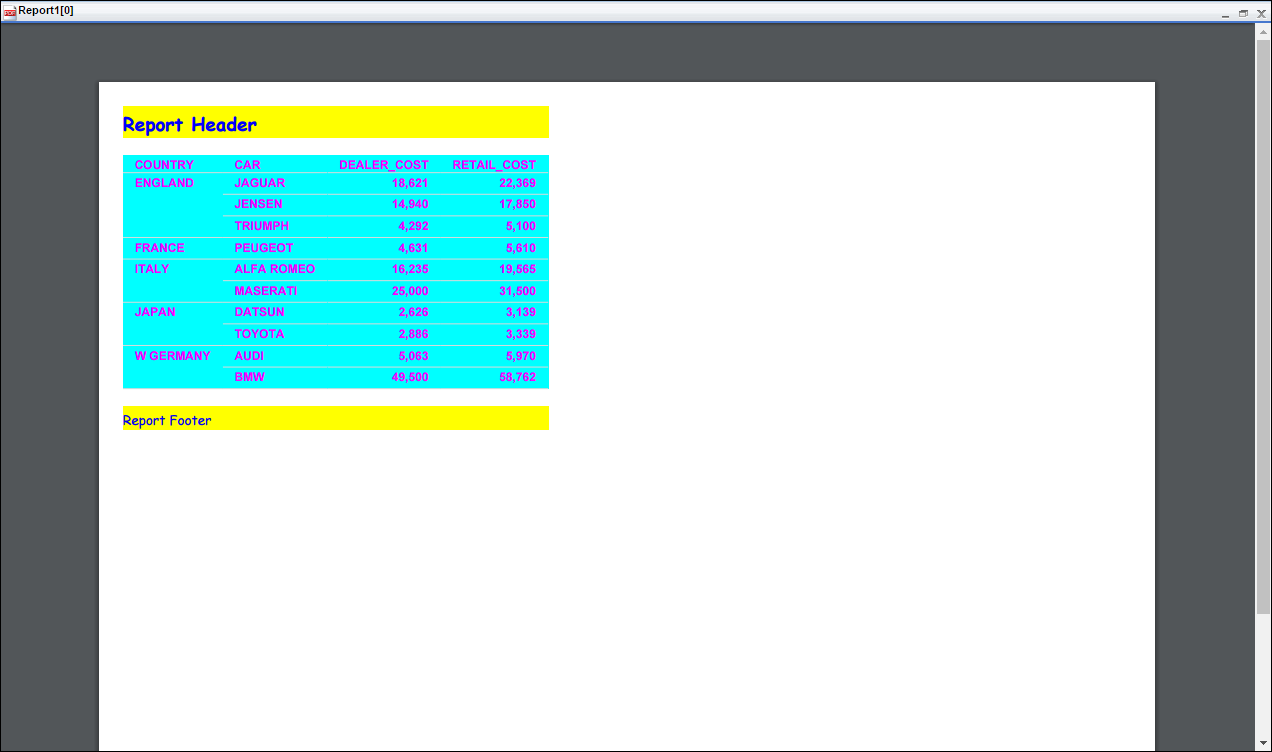 Report1[0]
Report Header
COUNTRY CAR DEALER_COST RETAIL_COST
ENGLAND JAGUAR 18,621 22,369
JENSEN 14,940 17,850
TRIUMPH 4,292 5,100
FRANCE PEUGEOT 4,631 5,610
ITALY ALFA ROMEO 16,235 19,565
MASERATI 25,000 31,500
JAPAN DATSUN 2,626 3,139
TOYOTA 2,886 3,339
W GERMANY AUDI 5,063 5,970
BMW 49,500 58,762
Report Footer